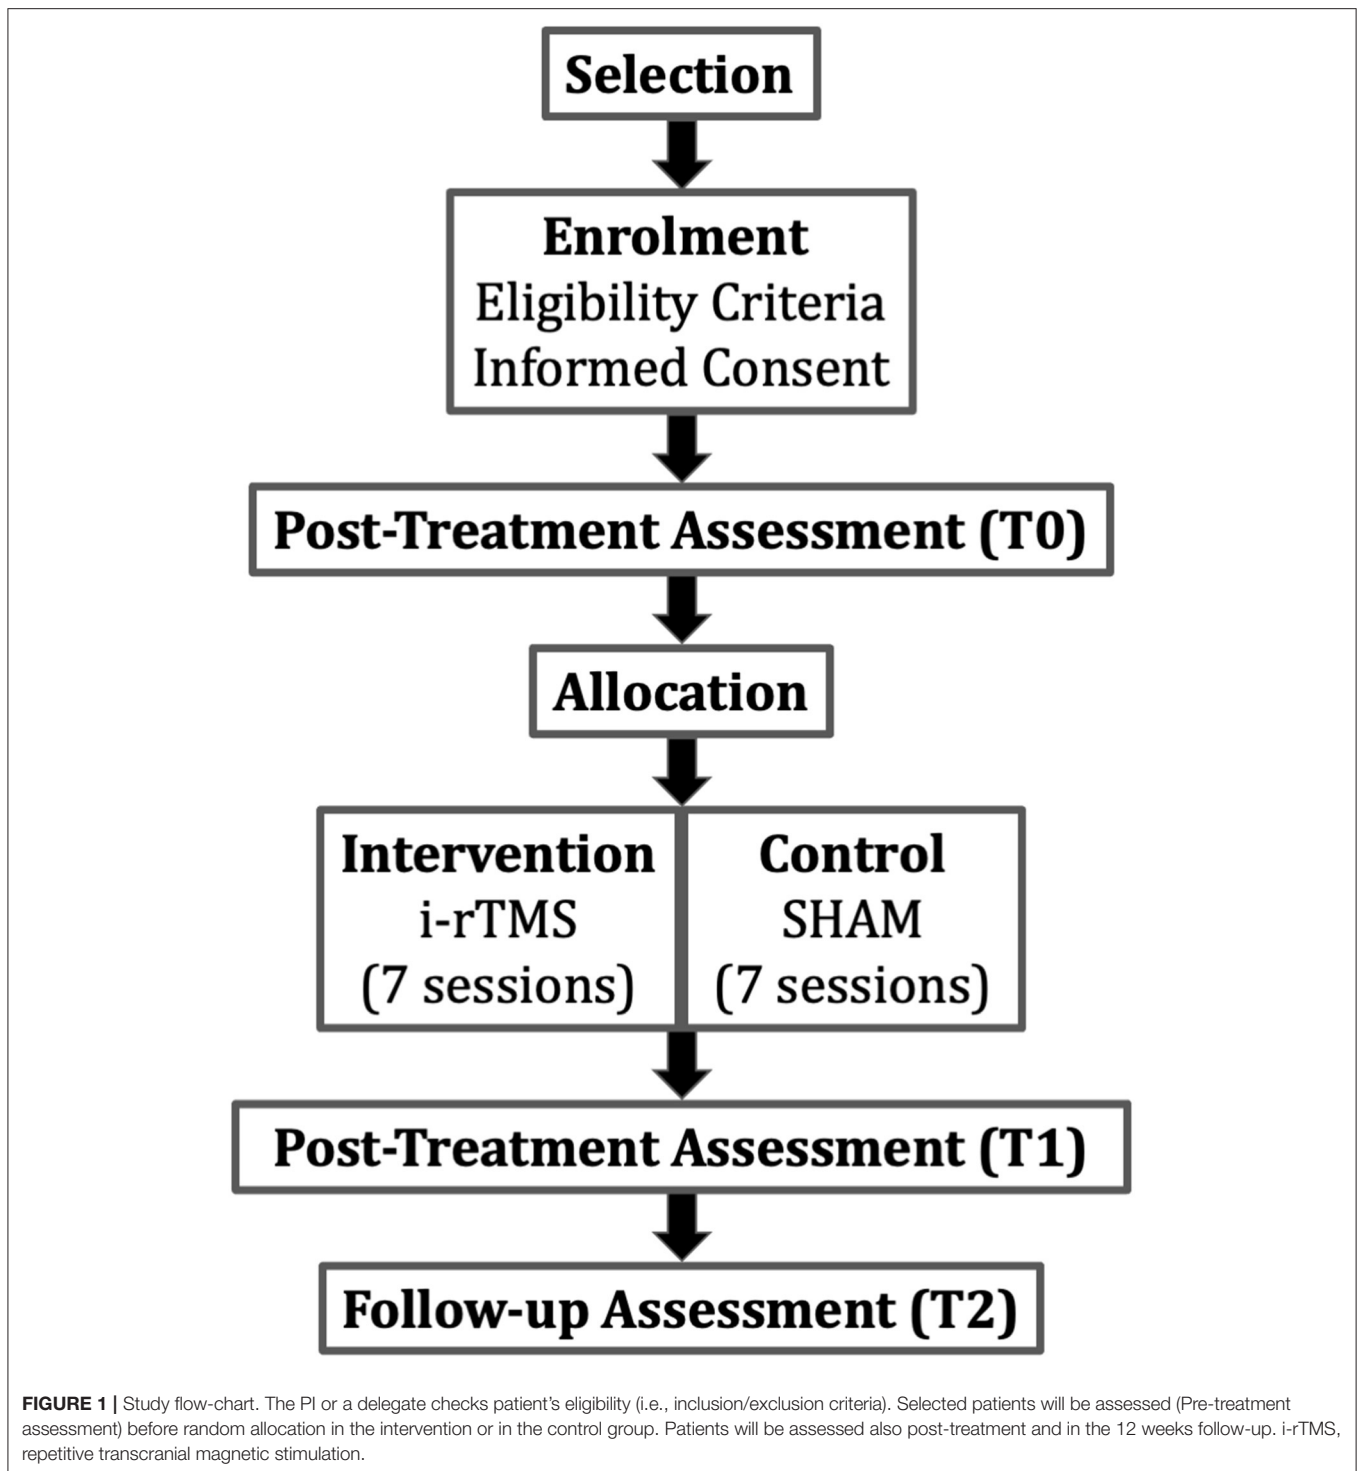 Selection
Enrolment
Eligibility Criteria
Informed Consent
Post-Treatment Assessment (T0)
Allocation
Intervention
i-rTMS
(7 sessions)
Control
SHAM
(7 sessions)
Post-Treatment Assessment (T1)
Follow-up Assessment (T2)
FIGURE 1 | Study flow-chart. The PI or a delegate checks patient's eligibility (i.e., inclusion/exclusion criteria). Selected patients will be assessed (Pre-treatment
assessment) before random allocation in the intervention or in the control group. Patients will be assessed also post-treatment and in the 12 weeks follow-up. i-rTMS,
repetitive transcranial magnetic stimulation.